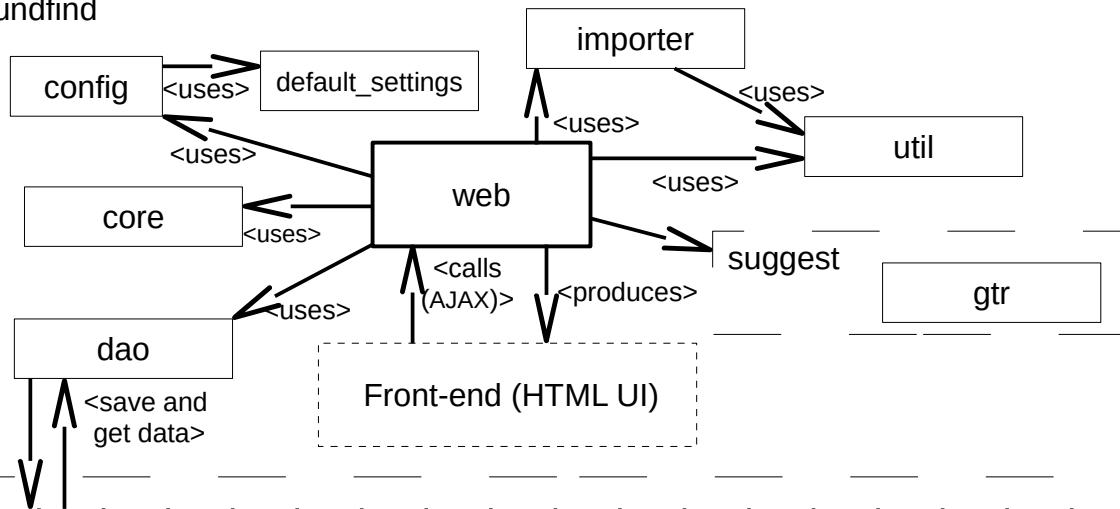 undfind
importer
config
<uses>
default_settings
<uses>
<uses>
<uses>
util
web
<uses>
core
<uses>
suggest
<calls
(AJAX)>
<produces>
gtr
<uses>
dao
Front-end (HTML UI)
<save and
get data>